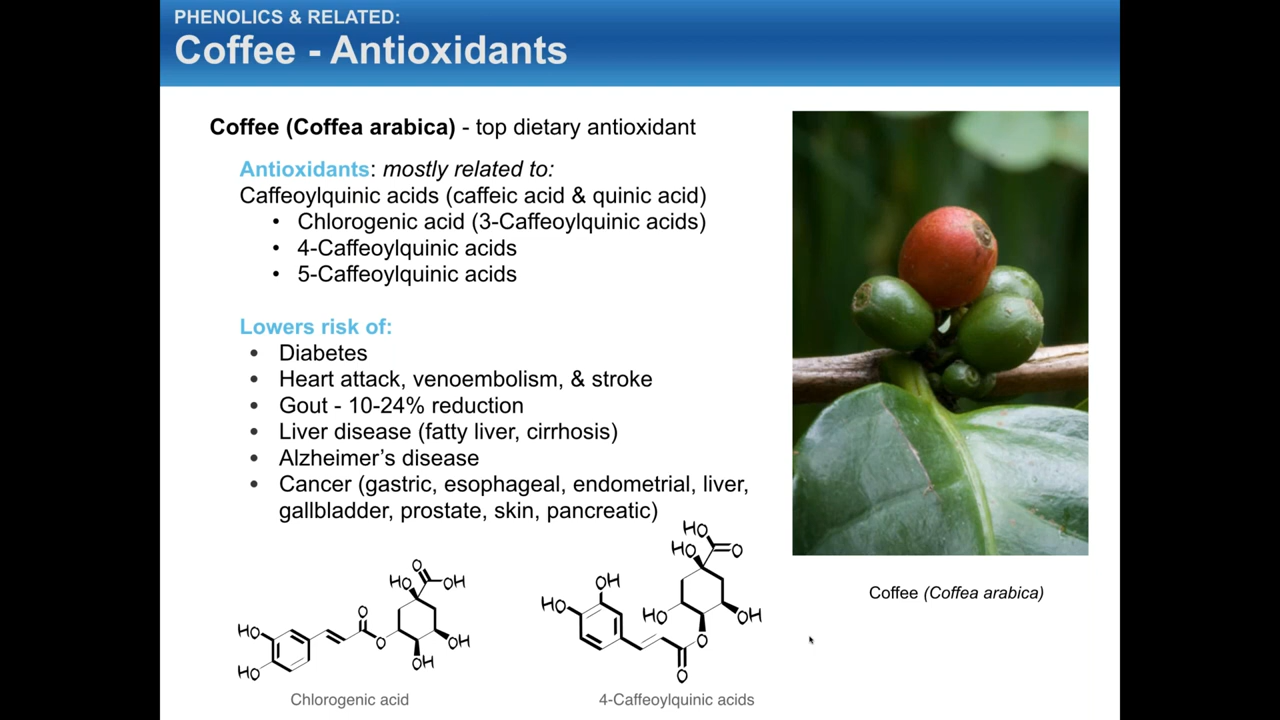 PHENOLICS & RELATED:
Coffee - Antioxidants
Coffee (Coffea arabica) - top dietary antioxidant
Antioxidants: mostly related to:
Caffeoylquinic acids (caffeic acid & quinic acid)
• Chlorogenic acid (3-Caffeoylquinic acids)
• 4-Caffeoylquinic acids
• 5-Caffeoylquinic acids
Lowers risk of:
• Diabetes
• Heart attack, venoembolism, & stroke
• Gout - 10-24% reduction
• Liver disease (fatty liver, cirrhosis)
• Alzheimer’s disease
• Cancer (gastric, esophageal, endometrial, liver,
gallbladder, prostate, skin, pancreatic)
HO
O
HO
OH
O
O
HO
HO
OH
OH
Chlorogenic acid
HO
HO
O
OH
HO
HO
OH
O
O
4-Caffeoylquinic acids
Coffee (Coffea arabica)